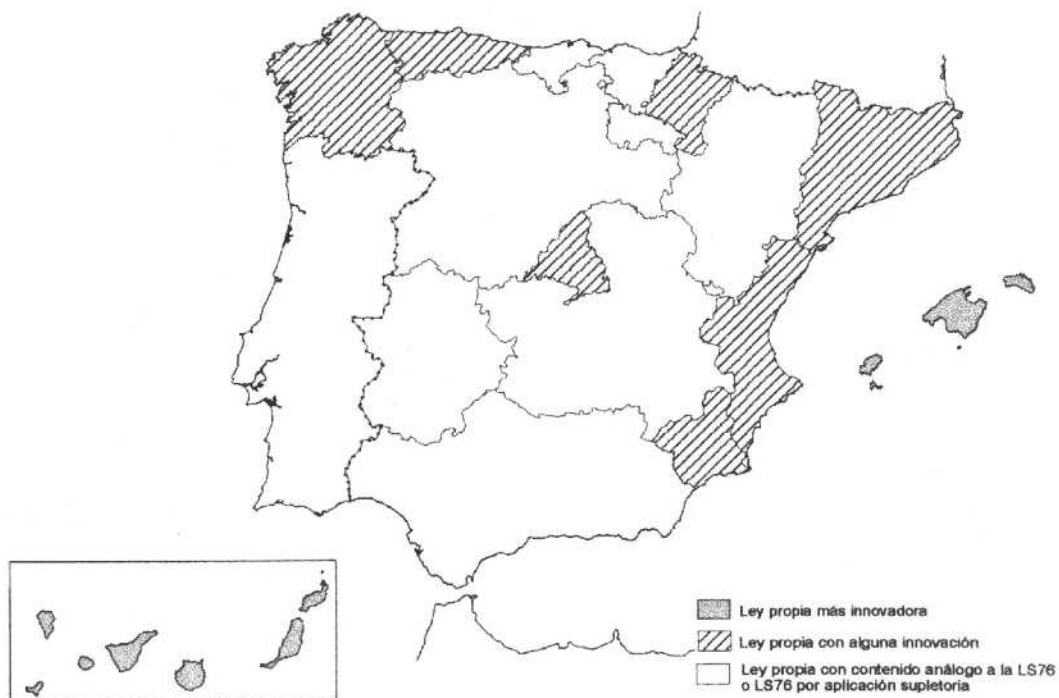 Ley propia más innovadora
Ley propia con alguna innovación
Ley propia con contenido análogo a la LS76
o LS76 por aplicación supletoria